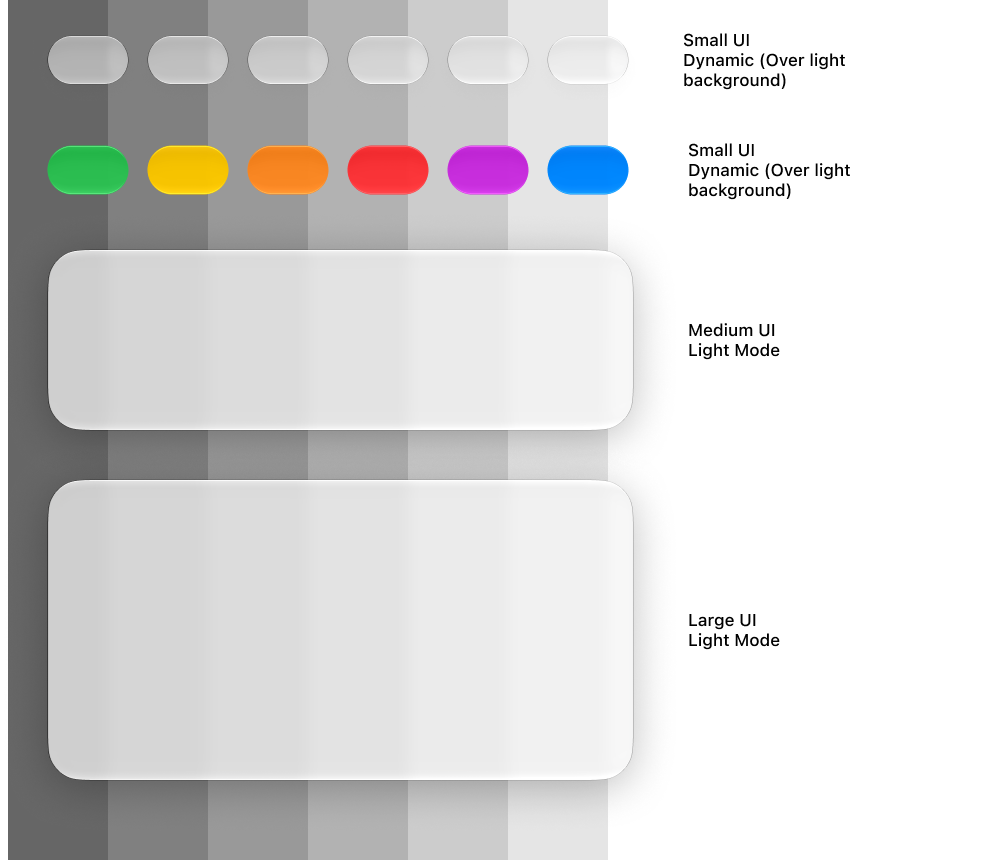 Small UI
Dynamic (Over light
background)
Small UI
Dynamic (Over light
background)
Medium UI
Light Mode
Large UI
Light Mode